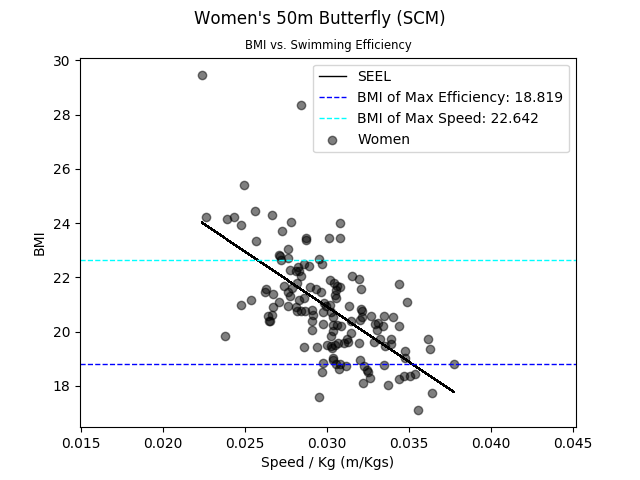 Women's 50m Butterfly (SCM)
BMI vs. Swimming Efficiency
SEEL
BMI of Max Efficiency: 18.819
BMI of Max Speed: 22.642
Women
BMI
30
28
26
24
22
20
18
0.015 0.020 0.025 0.030 0.035 0.040 0.045
Speed / Kg (m/Kgs)